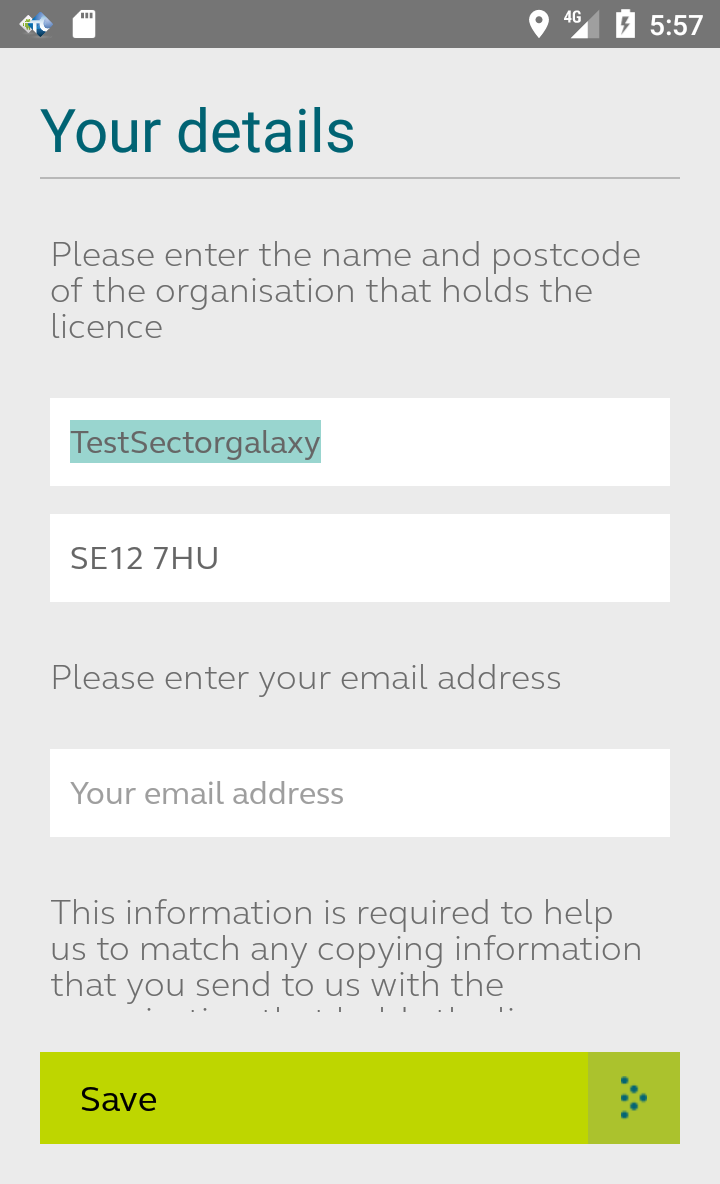 4G 5:57
Your details
Please enter the name and postcode
of the organisation that holds the
licence
TestSectorgalaxy
SE12 7HU
Please enter your email address
Your email address
This information is required to help
us to match any copying information
that you send to us with the
Save